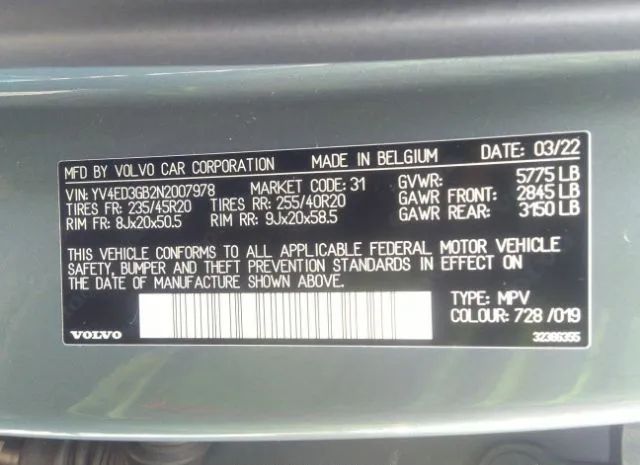 MFD BY VOLVO CAR CORPORATION MADE IN BELGIUM DATE: 03/22
VIN: YV4ED3GB2N2007978 MARKET CODE: 31 GVWR: 5775 LB
TIRES FR: 235/45R20 TIRES RR: 255/40R20 GAWR FRONT: 2845 LB
RIM FR: 8Jx20x50.5 RIM RR: 9Jx20x58.5 GAWR REAR: 3150 LB
THIS VEHICLE CONFORMS TO ALL APPLICABLE FEDERAL MOTOR VEHICLE
SAFETY, BUMPER AND THEFT PREVENTION STANDARDS IN EFFECT ON
THE DATE OF MANUFACTURE SHOWN ABOVE.
TYPE: MPV
COLOUR: 728 /019
VOLVO
32386355